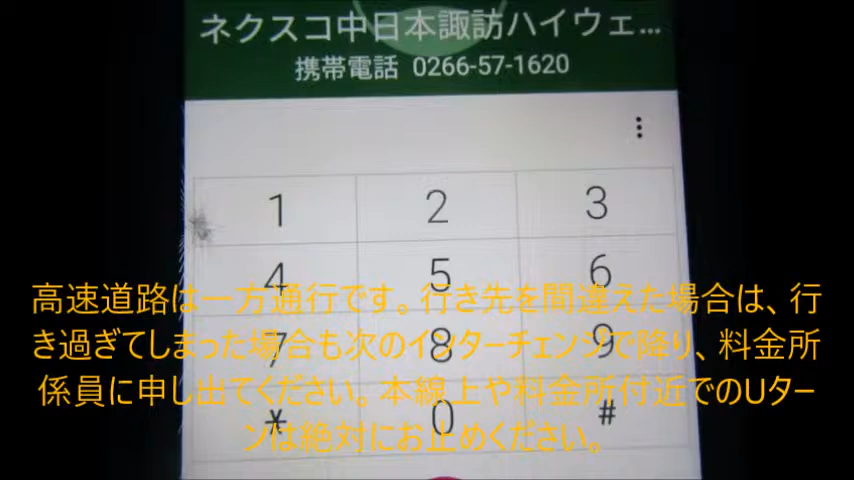 ネクスコ中日本諏訪ハイウェ...
携帯電話 0266-57-1620
1 2 3
4 5 6
7 8 9
* 0 #
高速道路は一方通行です。行き先を間違えた場合は、行
き過ぎてしまった場合も次のインターチェンジで降り、料金所
係員に申し出てください。本線上や料金所付近でのUター
ンは絶対にお止めください。